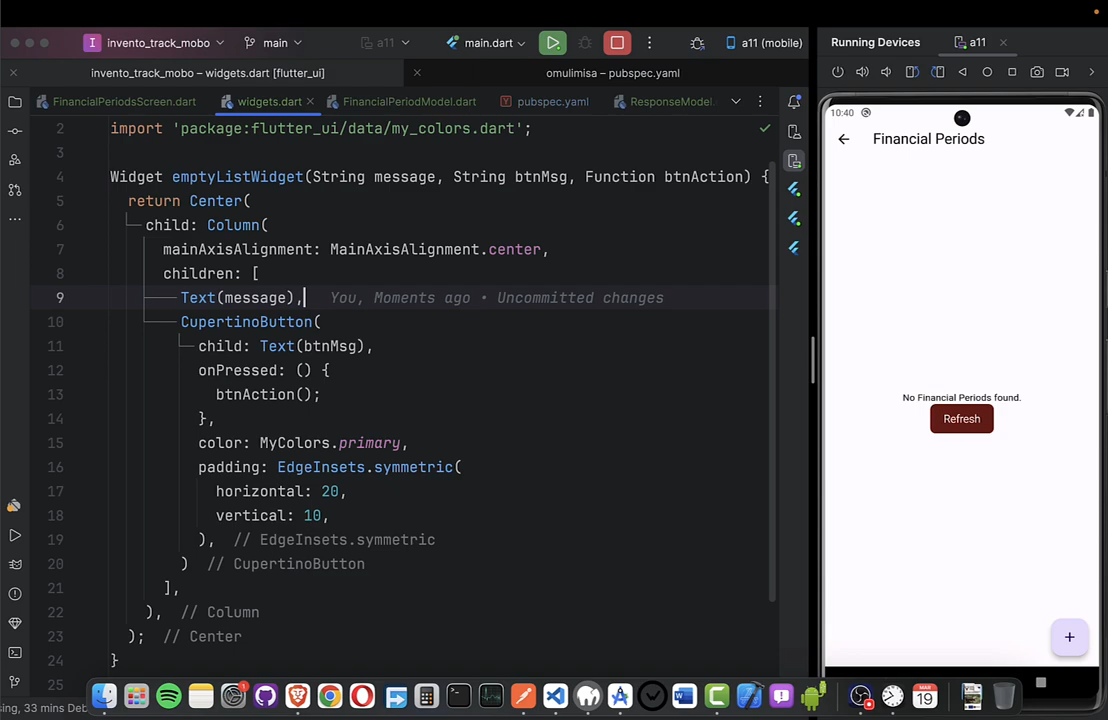 invento_track_mobo
main
a11
main.dart
a11 (mobile)
Running Devices
a11
invento_track_mobo – widgets.dart [flutter_ui]
omulimisa – pubspec.yaml
FinancialPeriodsScreen.dart
widgets.dart
FinancialPeriodModel.dart
pubspec.yaml
ResponseModel.
2 import 'package:flutter_ui/data/my_colors.dart';
3
4 Widget emptyListWidget(String message, String btnMsg, Function btnAction) {
5 return Center(
6 child: Column(
7 mainAxisAlignment: MainAxisAlignment.center,
8 children: [
9 Text(message), You, Moments ago • Uncommitted changes
10 CupertinoButton(
11 child: Text(btnMsg),
12 onPressed: () {
13 btnAction();
14 },
15 color: MyColors.primary,
16 padding: EdgeInsets.symmetric(
17 horizontal: 20,
18 vertical: 10,
19 ), // EdgeInsets.symmetric
20 ) // CupertinoButton
21 ],
22 ), // Column
23 ); // Center
24 }
25
10:40
Financial Periods
No Financial Periods found.
Refresh
+
1
MAR
19
sing, 33 mins Deb